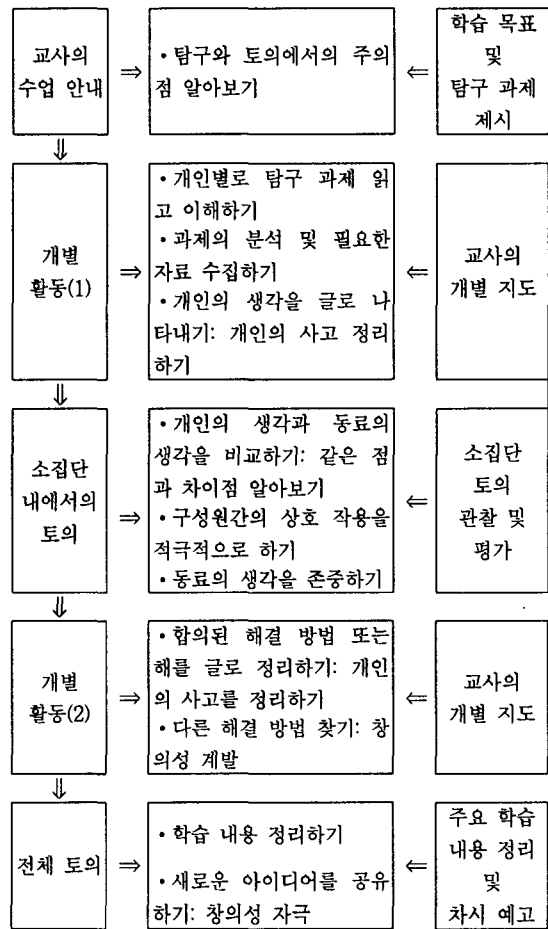 교사의
수업 안내
⇒
• 탐구와 토의에서의 주의
점 알아보기
⇐
학습 목표
및
탐구 과제
제시
⇓
개별
활동(1)
⇒
• 개인별로 탐구 과제 읽
고 이해하기
• 과제의 분석 및 필요한
자료 수집하기
• 개인의 생각을 글로 나
타내기: 개인의 사고 정리
하기
⇐
교사의
개별 지도
⇓
소집단
내에서의
토의
⇒
• 개인의 생각과 동료의
생각을 비교하기: 같은 점
과 차이점 알아보기
• 구성원간의 상호 작용을
적극적으로 하기
• 동료의 생각을 존중하기
⇐
소집단
토의
관찰 및
평가
⇓
개별
활동(2)
⇒
• 합의된 해결 방법 또는
해를 글로 정리하기: 개인
의 사고를 정리하기
• 다른 해결 방법 찾기: 창
의성 계발
⇐
교사의
개별 지도
⇓
전체 토의
⇒
• 학습 내용 정리하기
• 새로운 아이디어를 공유
하기: 창의성 자극
⇐
주요 학습
내용 정리
및
차시 예고